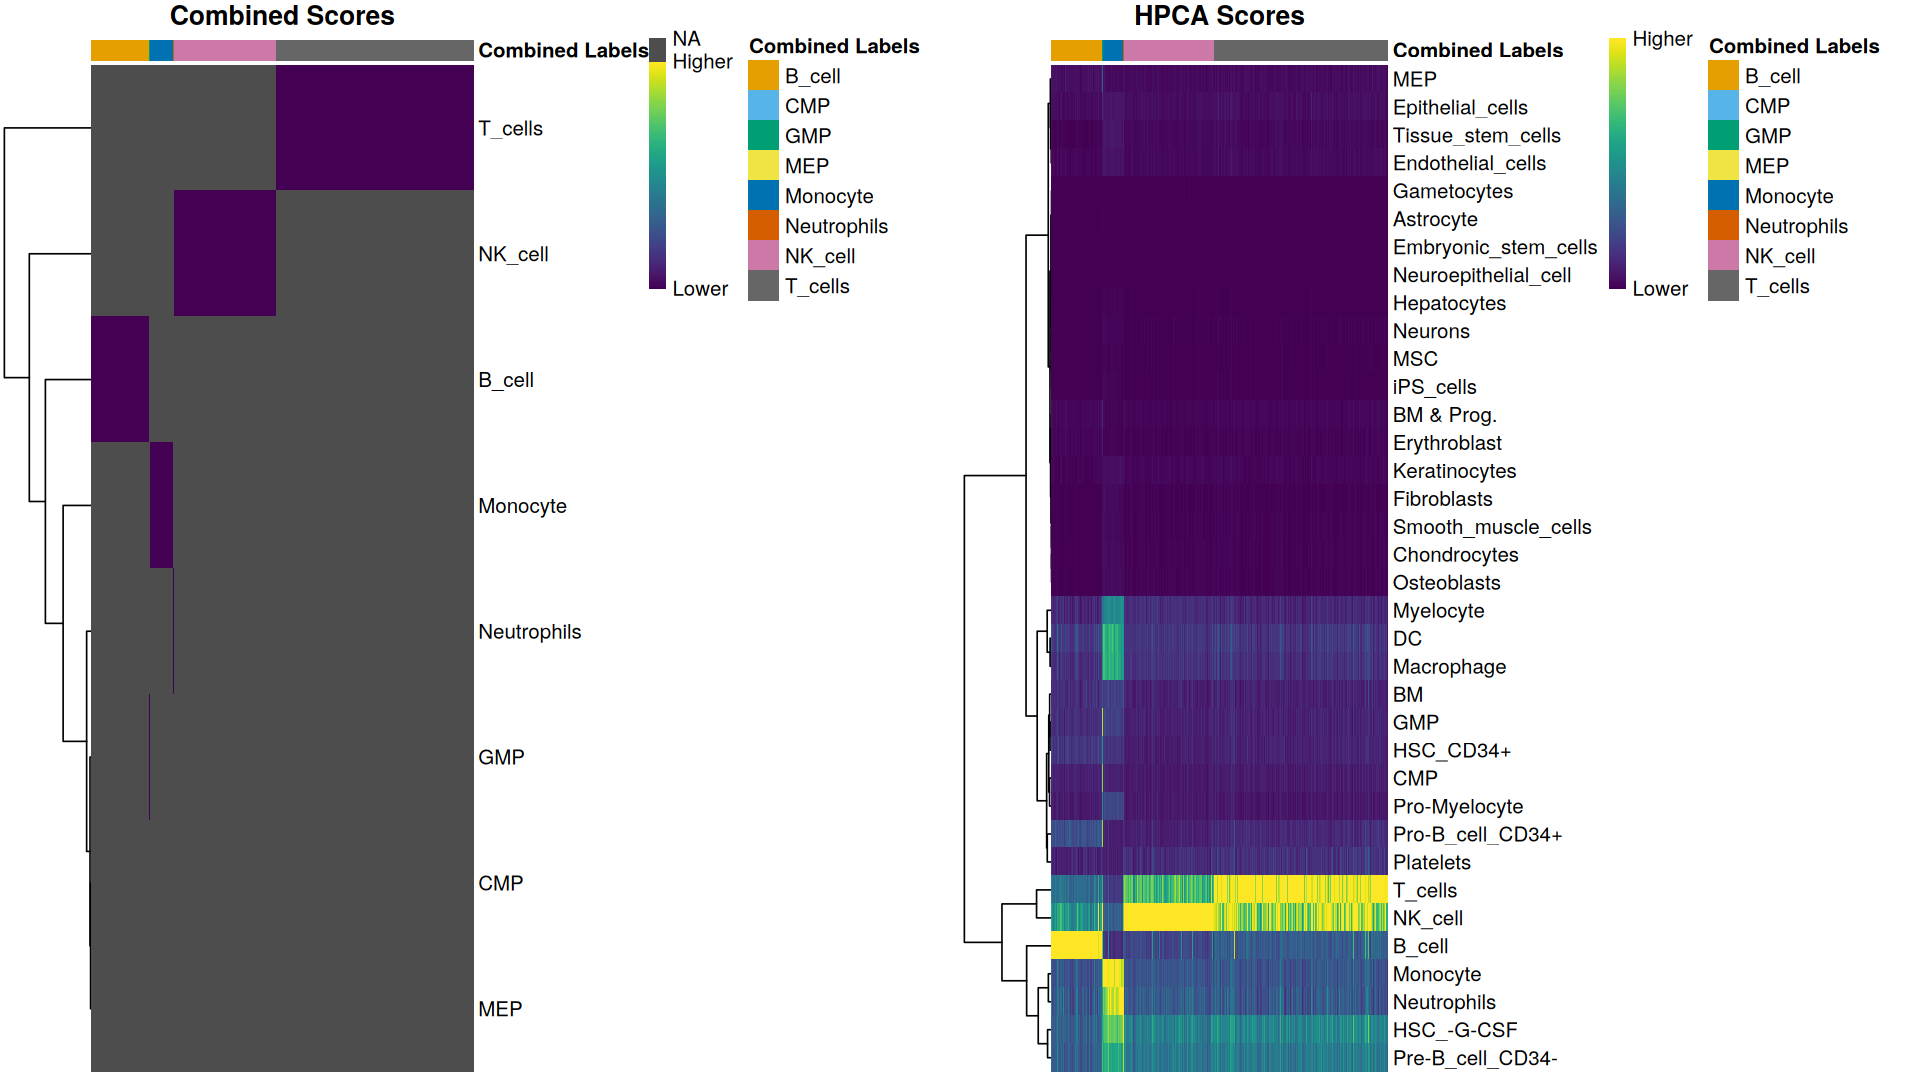 Combined Scores
Combined Labels
T_cells
NK_cell
B_cell
Monocyte
Neutrophils
GMP
CMP
MEP
NA
Higher
Lower
Combined Labels
B_cell
CMP
GMP
MEP
Monocyte
Neutrophils
NK_cell
T_cells
HPCA Scores
Combined Labels
MEP
Epithelial_cells
Tissue_stem_cells
Endothelial_cells
Gametocytes
Astrocyte
Embryonic_stem_cells
Neuroepithelial_cell
Hepatocytes
Neurons
MSC
iPS_cells
BM & Prog.
Erythroblast
Keratinocytes
Fibroblasts
Smooth_muscle_cells
Chondrocytes
Osteoblasts
Myelocyte
DC
Macrophage
BM
GMP
HSC_CD34+
CMP
Pro-Myelocyte
Pro-B_cell_CD34+
Platelets
T_cells
NK_cell
B_cell
Monocyte
Neutrophils
HSC_-G-CSF
Pre-B_cell_CD34-
Higher
Lower
Combined Labels
B_cell
CMP
GMP
MEP
Monocyte
Neutrophils
NK_cell
T_cells